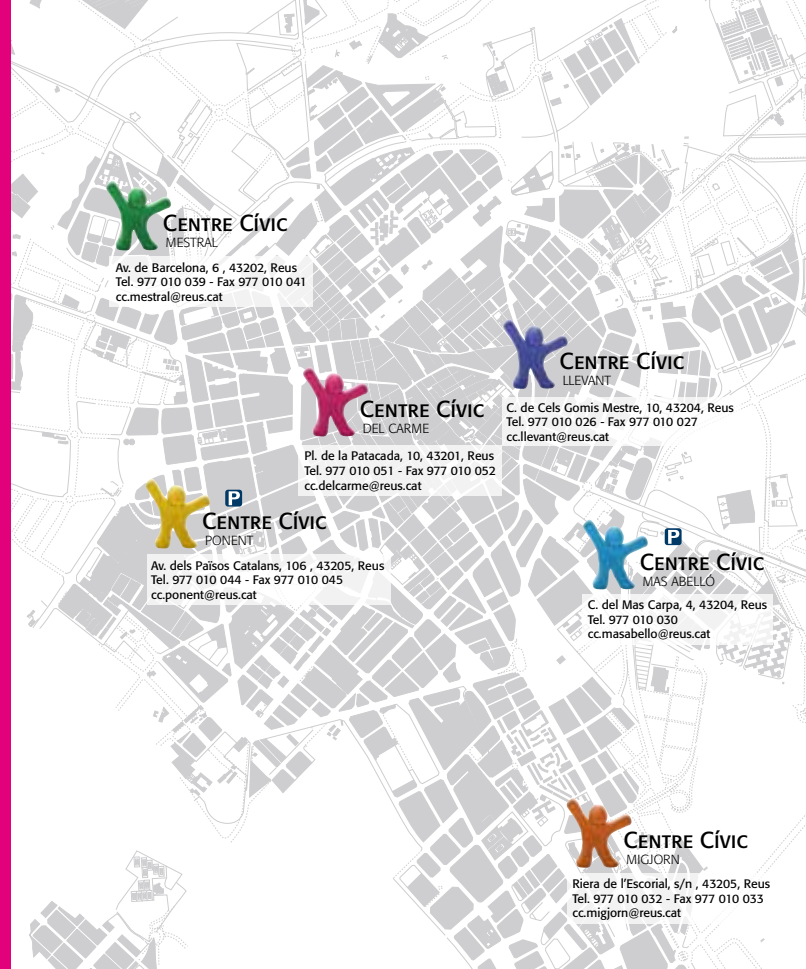 CENTRE CÍVIC
MESTRAL
Av. de Barcelona, 6 , 43202, Reus
Tel. 977 010 039 - Fax 977 010 041
cc.mestral@reus.cat
CENTRE CÍVIC
LLEVANT
C. de Cels Gomis Mestre, 10, 43204, Reus
Tel. 977 010 026 - Fax 977 010 027
cc.llevant@reus.cat
CENTRE CÍVIC
DEL CARME
Pl. de la Patacada, 10, 43201, Reus
Tel. 977 010 051 - Fax 977 010 052
cc.delcarme@reus.cat
P
CENTRE CÍVIC
PONENT
Av. dels Països Catalans, 106 , 43205, Reus
Tel. 977 010 044 - Fax 977 010 045
cc.ponent@reus.cat
P
CENTRE CÍVIC
MAS ABELLÓ
C. del Mas Carpa, 4, 43204, Reus
Tel. 977 010 030
cc.masabello@reus.cat
CENTRE CÍVIC
MIGJORN
Riera de l'Escorial, s/n , 43205, Reus
Tel. 977 010 032 - Fax 977 010 033
cc.migjorn@reus.cat